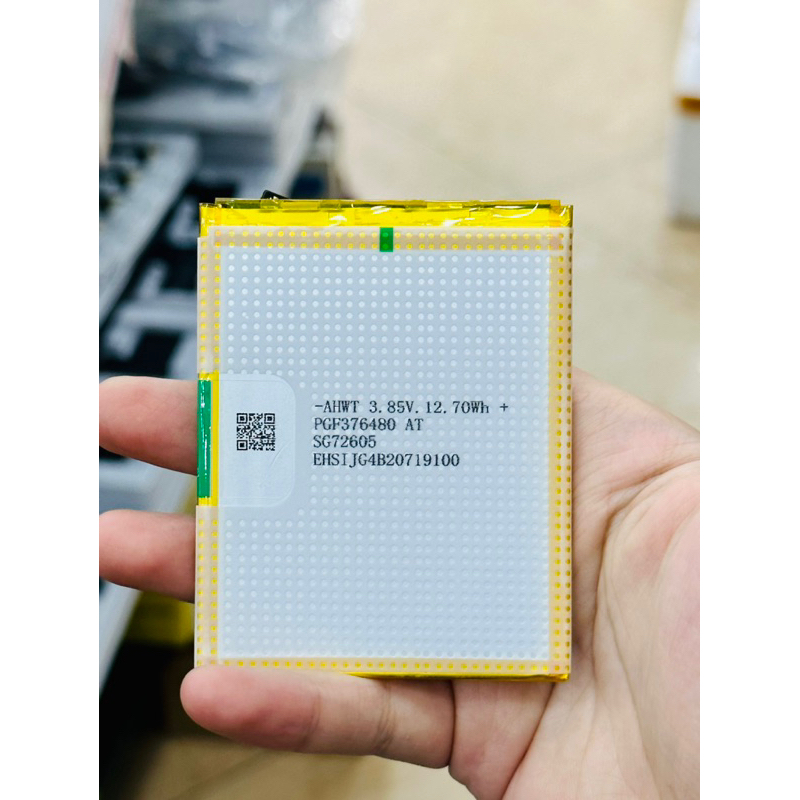 -AHWT 3.85V.12.70Wh +
PGF376480 AT
SG72605
EHSIJG4B20719100